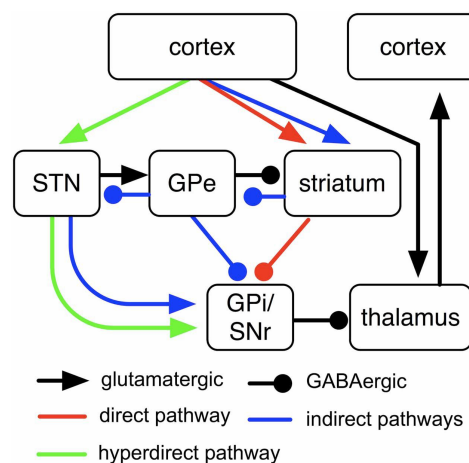 cortex
cortex
STN
GPe
striatum
GPi/
SNr
thalamus
glutamatergic
GABAergic
direct pathway
indirect pathways
hyperdirect pathway